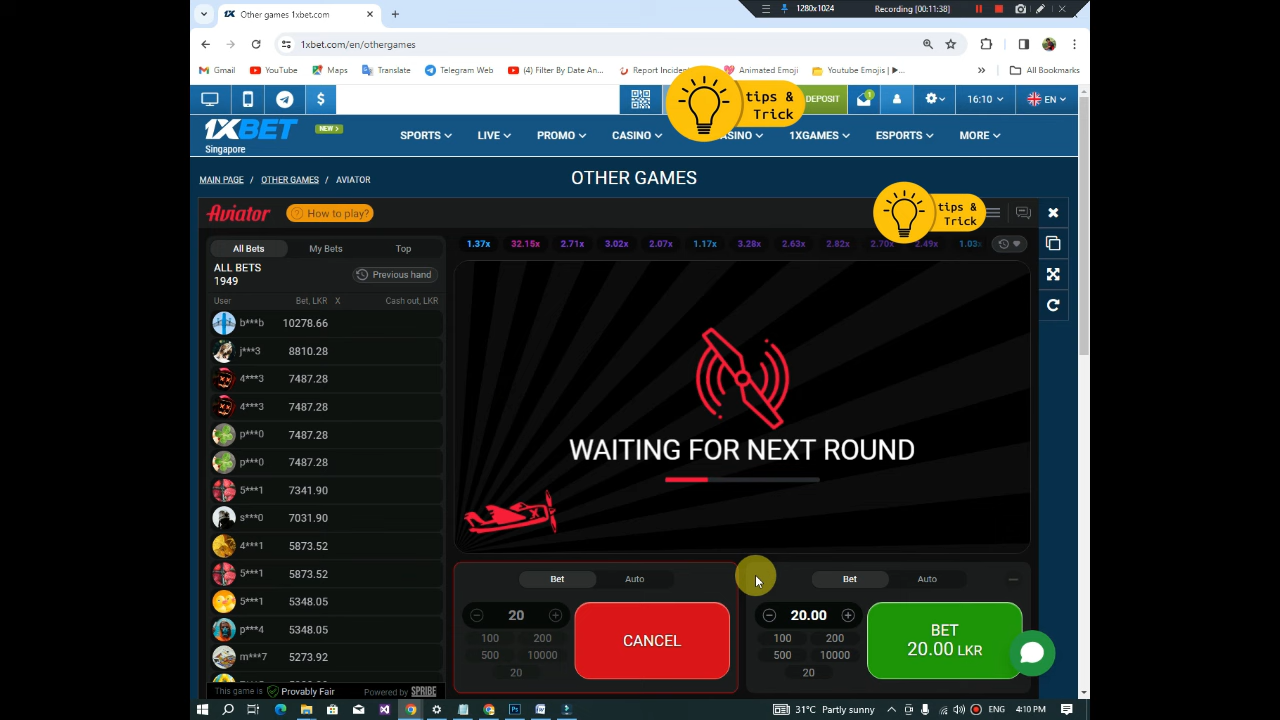 Other games 1xbet.com
1280x1024
Recording [00:11:38]
1xbet.com/en/othergames
Gmail
YouTube
Maps
Translate
Telegram Web
(4) Filter By Date An...
Report Incident
Animated Emoji
Youtube Emojis | ►...
All Bookmarks
tips &
Trick
DEPOSIT
1
16:10
EN
1XBET
NEW
Singapore
SPORTS
LIVE
PROMO
CASINO
1XGAMES
ESPORTS
MORE
MAIN PAGE / OTHER GAMES / AVIATOR
OTHER GAMES
Aviator
? How to play?
tips &
Trick
All Bets
My Bets
Top
1.37x
32.15x
2.71x
3.02x
2.07x
1.17x
3.28x
2.63x
2.82x
2.70x
2.49x
1.03x
ALL BETS
1949
Previous hand
User
Bet, LKR
X
Cash out, LKR
b***b 10278.66
j***3 8810.28
4***3 7487.28
4***3 7487.28
p***0 7487.28
p***0 7487.28
5***1 7341.90
s***0 7031.90
4***1 5873.52
5***1 5873.52
5***1 5348.05
p***4 5348.05
m***7 5273.92
WAITING FOR NEXT ROUND
Bet
Auto
20
100
200
500
10000
20
CANCEL
Bet
Auto
20.00
100
200
500
10000
20
BET
20.00 LKR
This game is Provably Fair
Powered by SPRIBE
31°C Partly sunny
ENG
4:10 PM